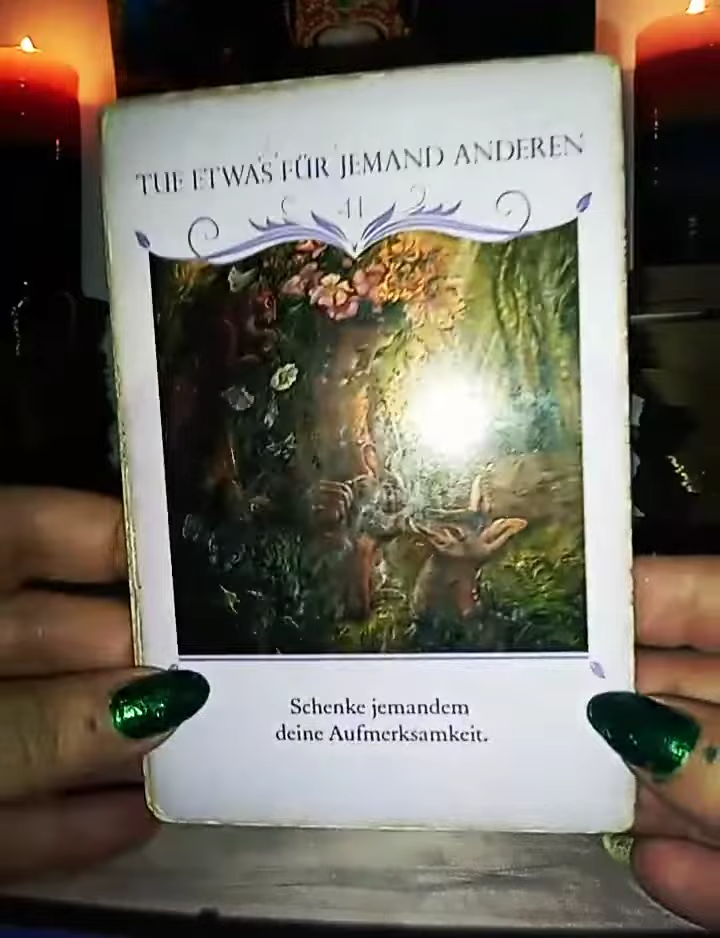 TUE ETWAS FÜR JEMAND ANDEREN
41
Schenke jemandem
deine Aufmerksamkeit.